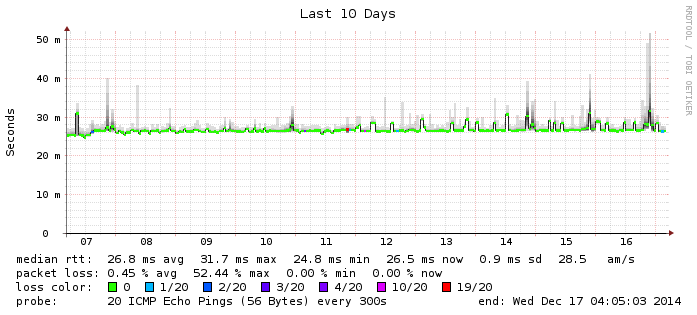 Last 10 Days
RRDTOOL / TOBI OETIKER
Seconds
50 m
40 m
30 m
20 m
10 m
0
07 08 09 10 11 12 13 14 15 16
median rtt: 26.8 ms avg 31.7 ms max 24.8 ms min 26.5 ms now 0.9 ms sd 28.5 am/s
packet loss: 0.45 % avg 52.44 % max 0.00 % min 0.00 % now
loss color: 0 1/20 2/20 3/20 4/20 10/20 19/20
probe: 20 ICMP Echo Pings (56 Bytes) every 300s end: Wed Dec 17 04:05:03 2014